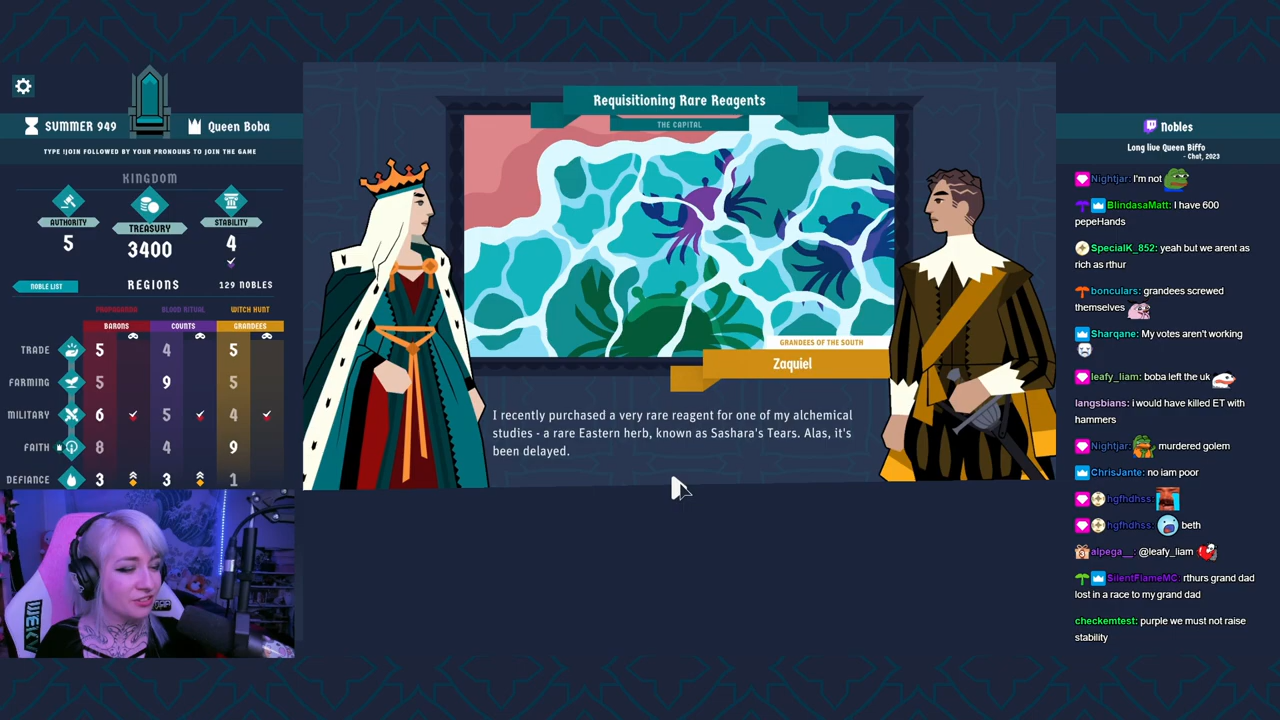 SUMMER 949
Queen Boba
TYPE !JOIN FOLLOWED BY YOUR PRONOUNS TO JOIN THE GAME
KINGDOM
AUTHORITY
TREASURY
STABILITY
5
3400
4
NOBLE LIST
REGIONS
129 NOBLES
PROPAGANDA
BLOOD RITUAL
WITCH HUNT
BARONS
COUNTS
GRANDEES
TRADE 5 4 5
FARMING 5 9 5
MILITARY 6 5 4
FAITH 8 4 9
DEFIANCE 3 3 1
Requisitioning Rare Reagents
THE CAPITAL
GRANDEES OF THE SOUTH
Zaquiel
I recently purchased a very rare reagent for one of my alchemical
studies - a rare Eastern herb, known as Sashara's Tears. Alas, it's
been delayed.
Nobles
Long live Queen Biffo
- Chat, 2023
Nightjar: I'm not
BlindasaMatt: I have 600
pepeHands
SpecialK_852: yeah but we arent as
rich as rthur
bonculars: grandees screwed
themselves
Sharqane: My votes aren't working
leafy_liam: boba left the uk
langsbians: i would have killed ET with
hammers
Nightjar: murdered golem
ChrisJante: no iam poor
hgfhdhss:
hgfhdhss: beth
alpega__: @leafy_liam
SilentFlameMC: rthurs grand dad
lost in a race to my grand dad
checkemtest: purple we must not raise
stability